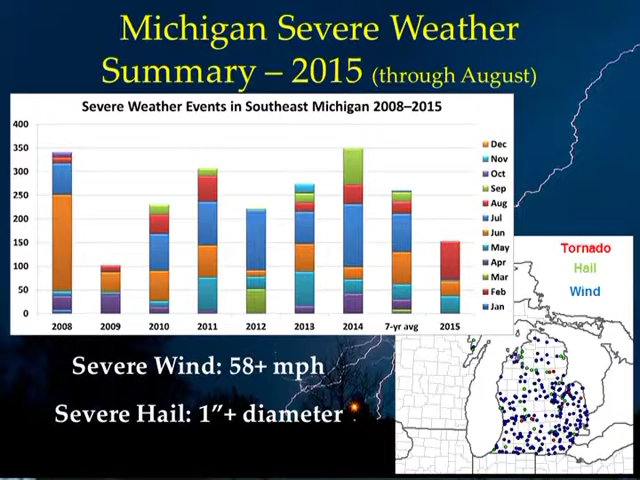 Michigan Severe Weather
Summary – 2015 (through August)
Severe Weather Events in Southeast Michigan 2008–2015
400
350
300
250
200
150
100
50
0
2008 2009 2010 2011 2012 2013 2014 7-yr avg 2015
Dec
Nov
Oct
Sep
Aug
Jul
Jun
May
Apr
Mar
Feb
Jan
Tornado
Hail
Wind
Severe Wind: 58+ mph
Severe Hail: 1”+ diameter